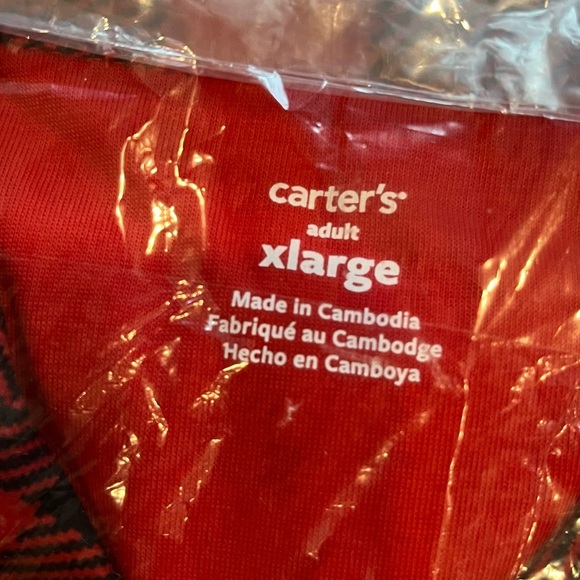 carter's
adult
xlarge
Made in Cambodia
Fabriqué au Cambodge
Hecho en Camboya